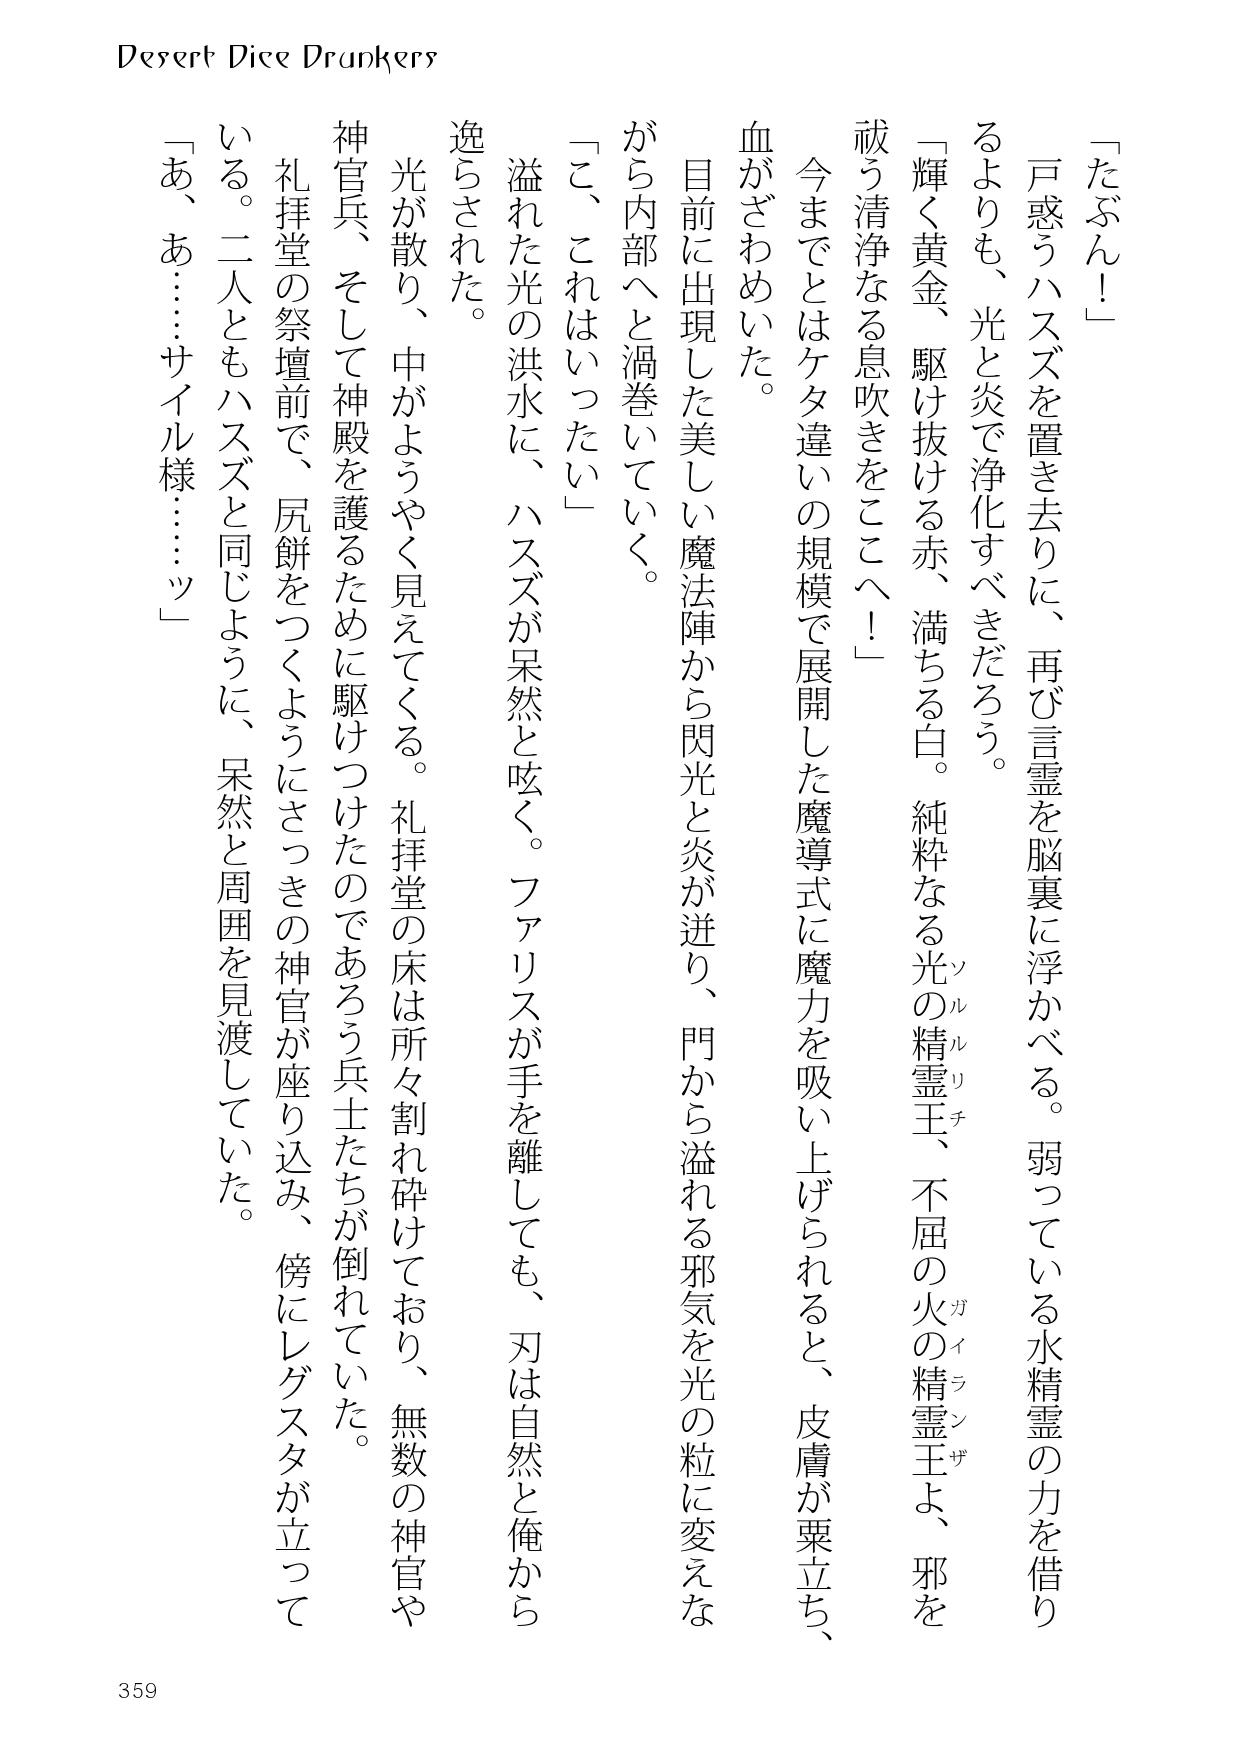 Desert Dice Drunkers
「たぶん！」
戸惑うハスズを置き去りに、再び言霊を脳裏に浮かべる。弱っている水精霊の力を借り
るよりも、光と炎で浄化すべきだろう。
「輝く黄金、駆け抜ける赤、満ちる白。純粋なる光の精霊王、不屈の火の精霊王よ、邪を
ソルルリチ
ガイランザ
祓う清浄なる息吹きをここへ！」
今までとはケタ違いの規模で展開した魔導式に魔力を吸い上げられると、皮膚が粟立ち、
血がざわめいた。
目前に出現した美しい魔法陣から閃光と炎が迸り、門から溢れる邪気を光の粒に変えな
がら内部へと渦巻いていく。
「こ、これはいったい」
溢れた光の洪水に、ハスズが呆然と呟く。ファリスが手を離しても、刃は自然と俺から
逸らされた。
光が散り、中がようやく見えてくる。礼拝堂の床は所々割れ砕けており、無数の神官や
神官兵、そして神殿を護るために駆けつけたのであろう兵士たちが倒れていた。
礼拝堂の祭壇前で、尻餅をつくようにさっきの神官が座り込み、傍にレグスタが立って
いる。二人ともハスズと同じように、呆然と周囲を見渡していた。
「あ、あ……サイル様……ッ」
359